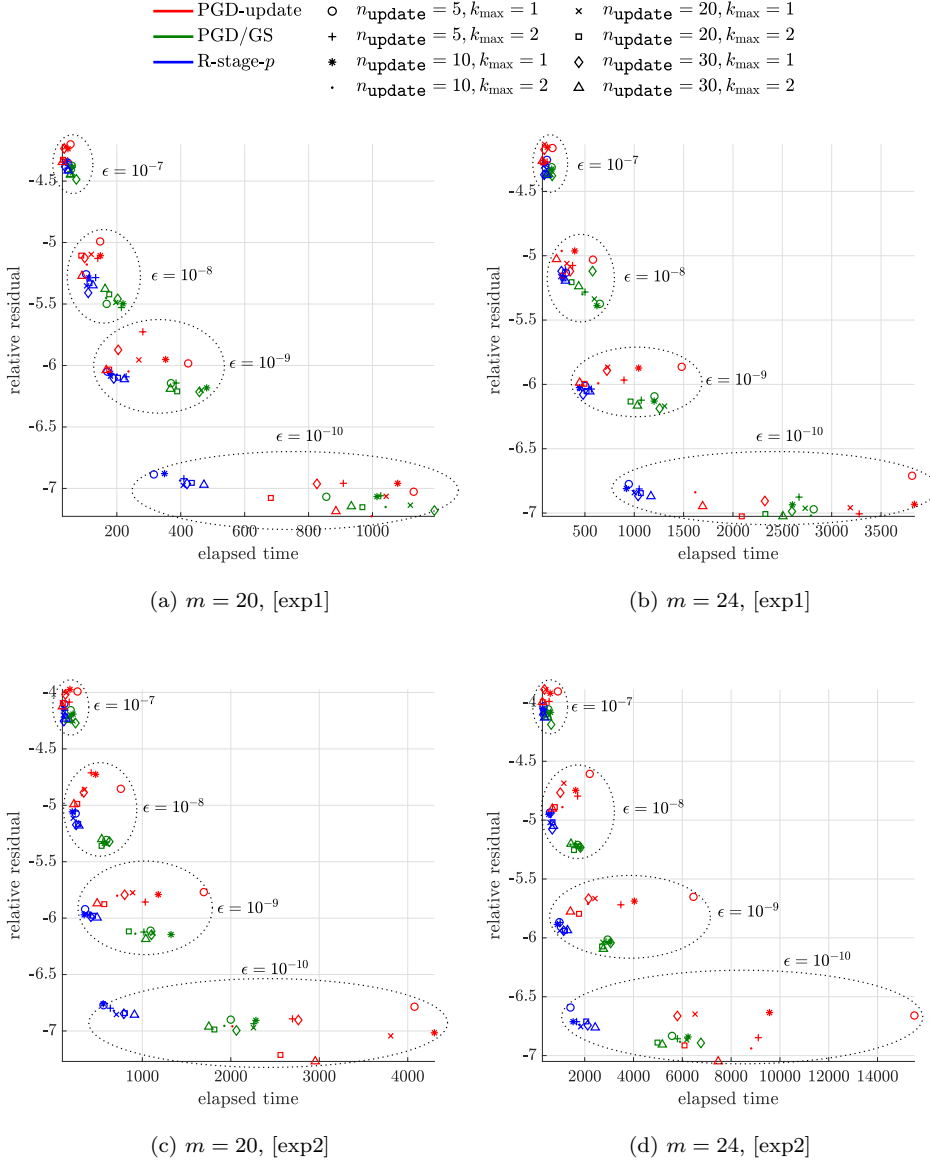 PGD-update
PGD/GS
R-stage-p
n_update = 5, k_max = 1
n_update = 5, k_max = 2
n_update = 10, k_max = 1
n_update = 10, k_max = 2
n_update = 20, k_max = 1
n_update = 20, k_max = 2
n_update = 30, k_max = 1
n_update = 30, k_max = 2
relative residual
-4.5
-5
-5.5
-6
-6.5
-7
ϵ = 10^{-7}
ϵ = 10^{-8}
ϵ = 10^{-9}
ϵ = 10^{-10}
200 400 600 800 1000
elapsed time
(a) m = 20, [exp1]
relative residual
-4.5
-5
-5.5
-6
-6.5
-7
ϵ = 10^{-7}
ϵ = 10^{-8}
ϵ = 10^{-9}
ϵ = 10^{-10}
500 1000 1500 2000 2500 3000 3500
elapsed time
(b) m = 24, [exp1]
relative residual
-4
-4.5
-5
-5.5
-6
-6.5
-7
ϵ = 10^{-7}
ϵ = 10^{-8}
ϵ = 10^{-9}
ϵ = 10^{-10}
1000 2000 3000 4000
elapsed time
(c) m = 20, [exp2]
relative residual
-4
-4.5
-5
-5.5
-6
-6.5
-7
ϵ = 10^{-7}
ϵ = 10^{-8}
ϵ = 10^{-9}
ϵ = 10^{-10}
2000 4000 6000 8000 10000 12000 14000
elapsed time
(d) m = 24, [exp2]